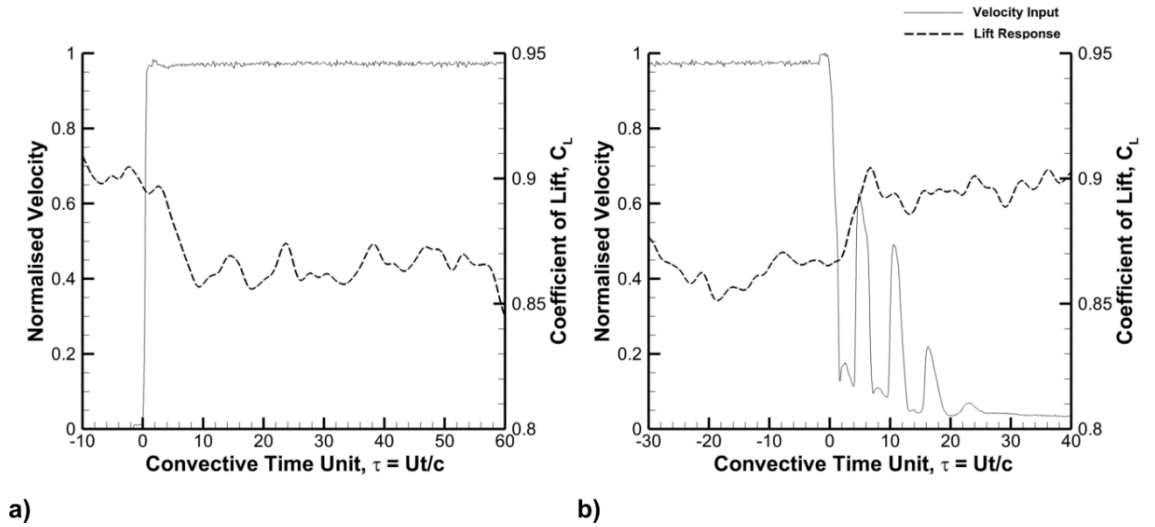 Velocity Input
Lift Response
1
0.8
0.6
0.4
0.2
0
Normalised Velocity
0.95
0.9
0.85
0.8
Coefficient of Lift, CL
-10 0 10 20 30 40 50 60
Convective Time Unit, τ = Ut/c
a)
1
0.8
0.6
0.4
0.2
0
Normalised Velocity
0.95
0.9
0.85
0.8
Coefficient of Lift, CL
-30 -20 -10 0 10 20 30 40
Convective Time Unit, τ = Ut/c
b)